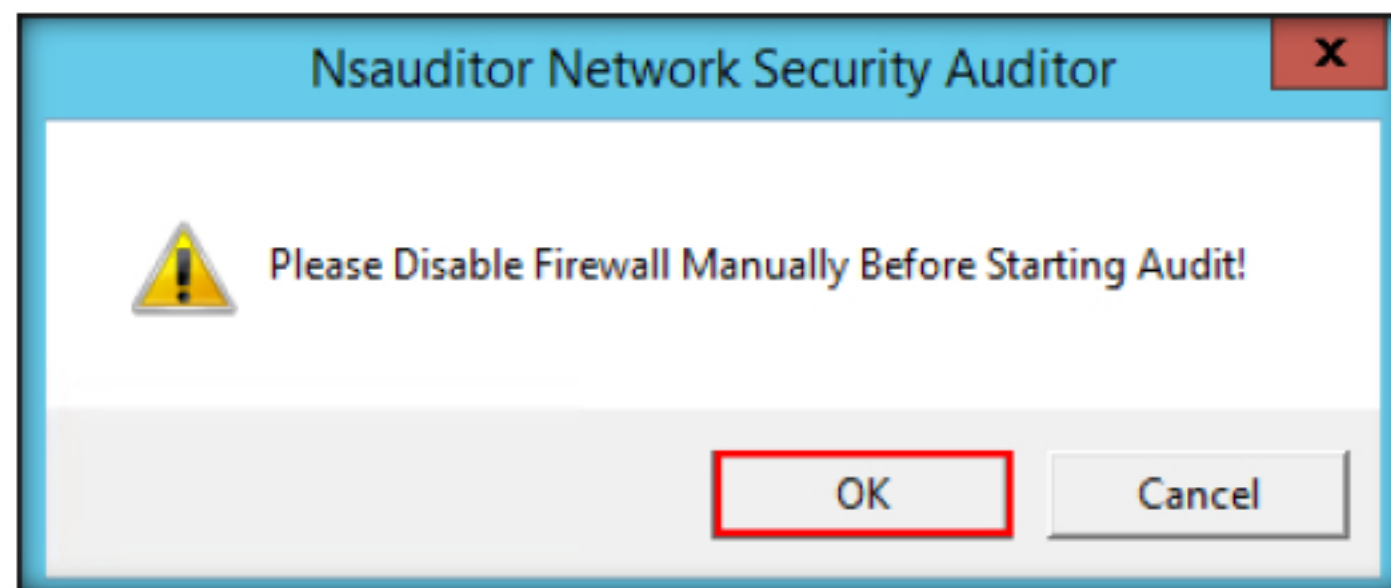 Nsauditor Network Security Auditor
x
Please Disable Firewall Manually Before Starting Audit!
OK
Cancel